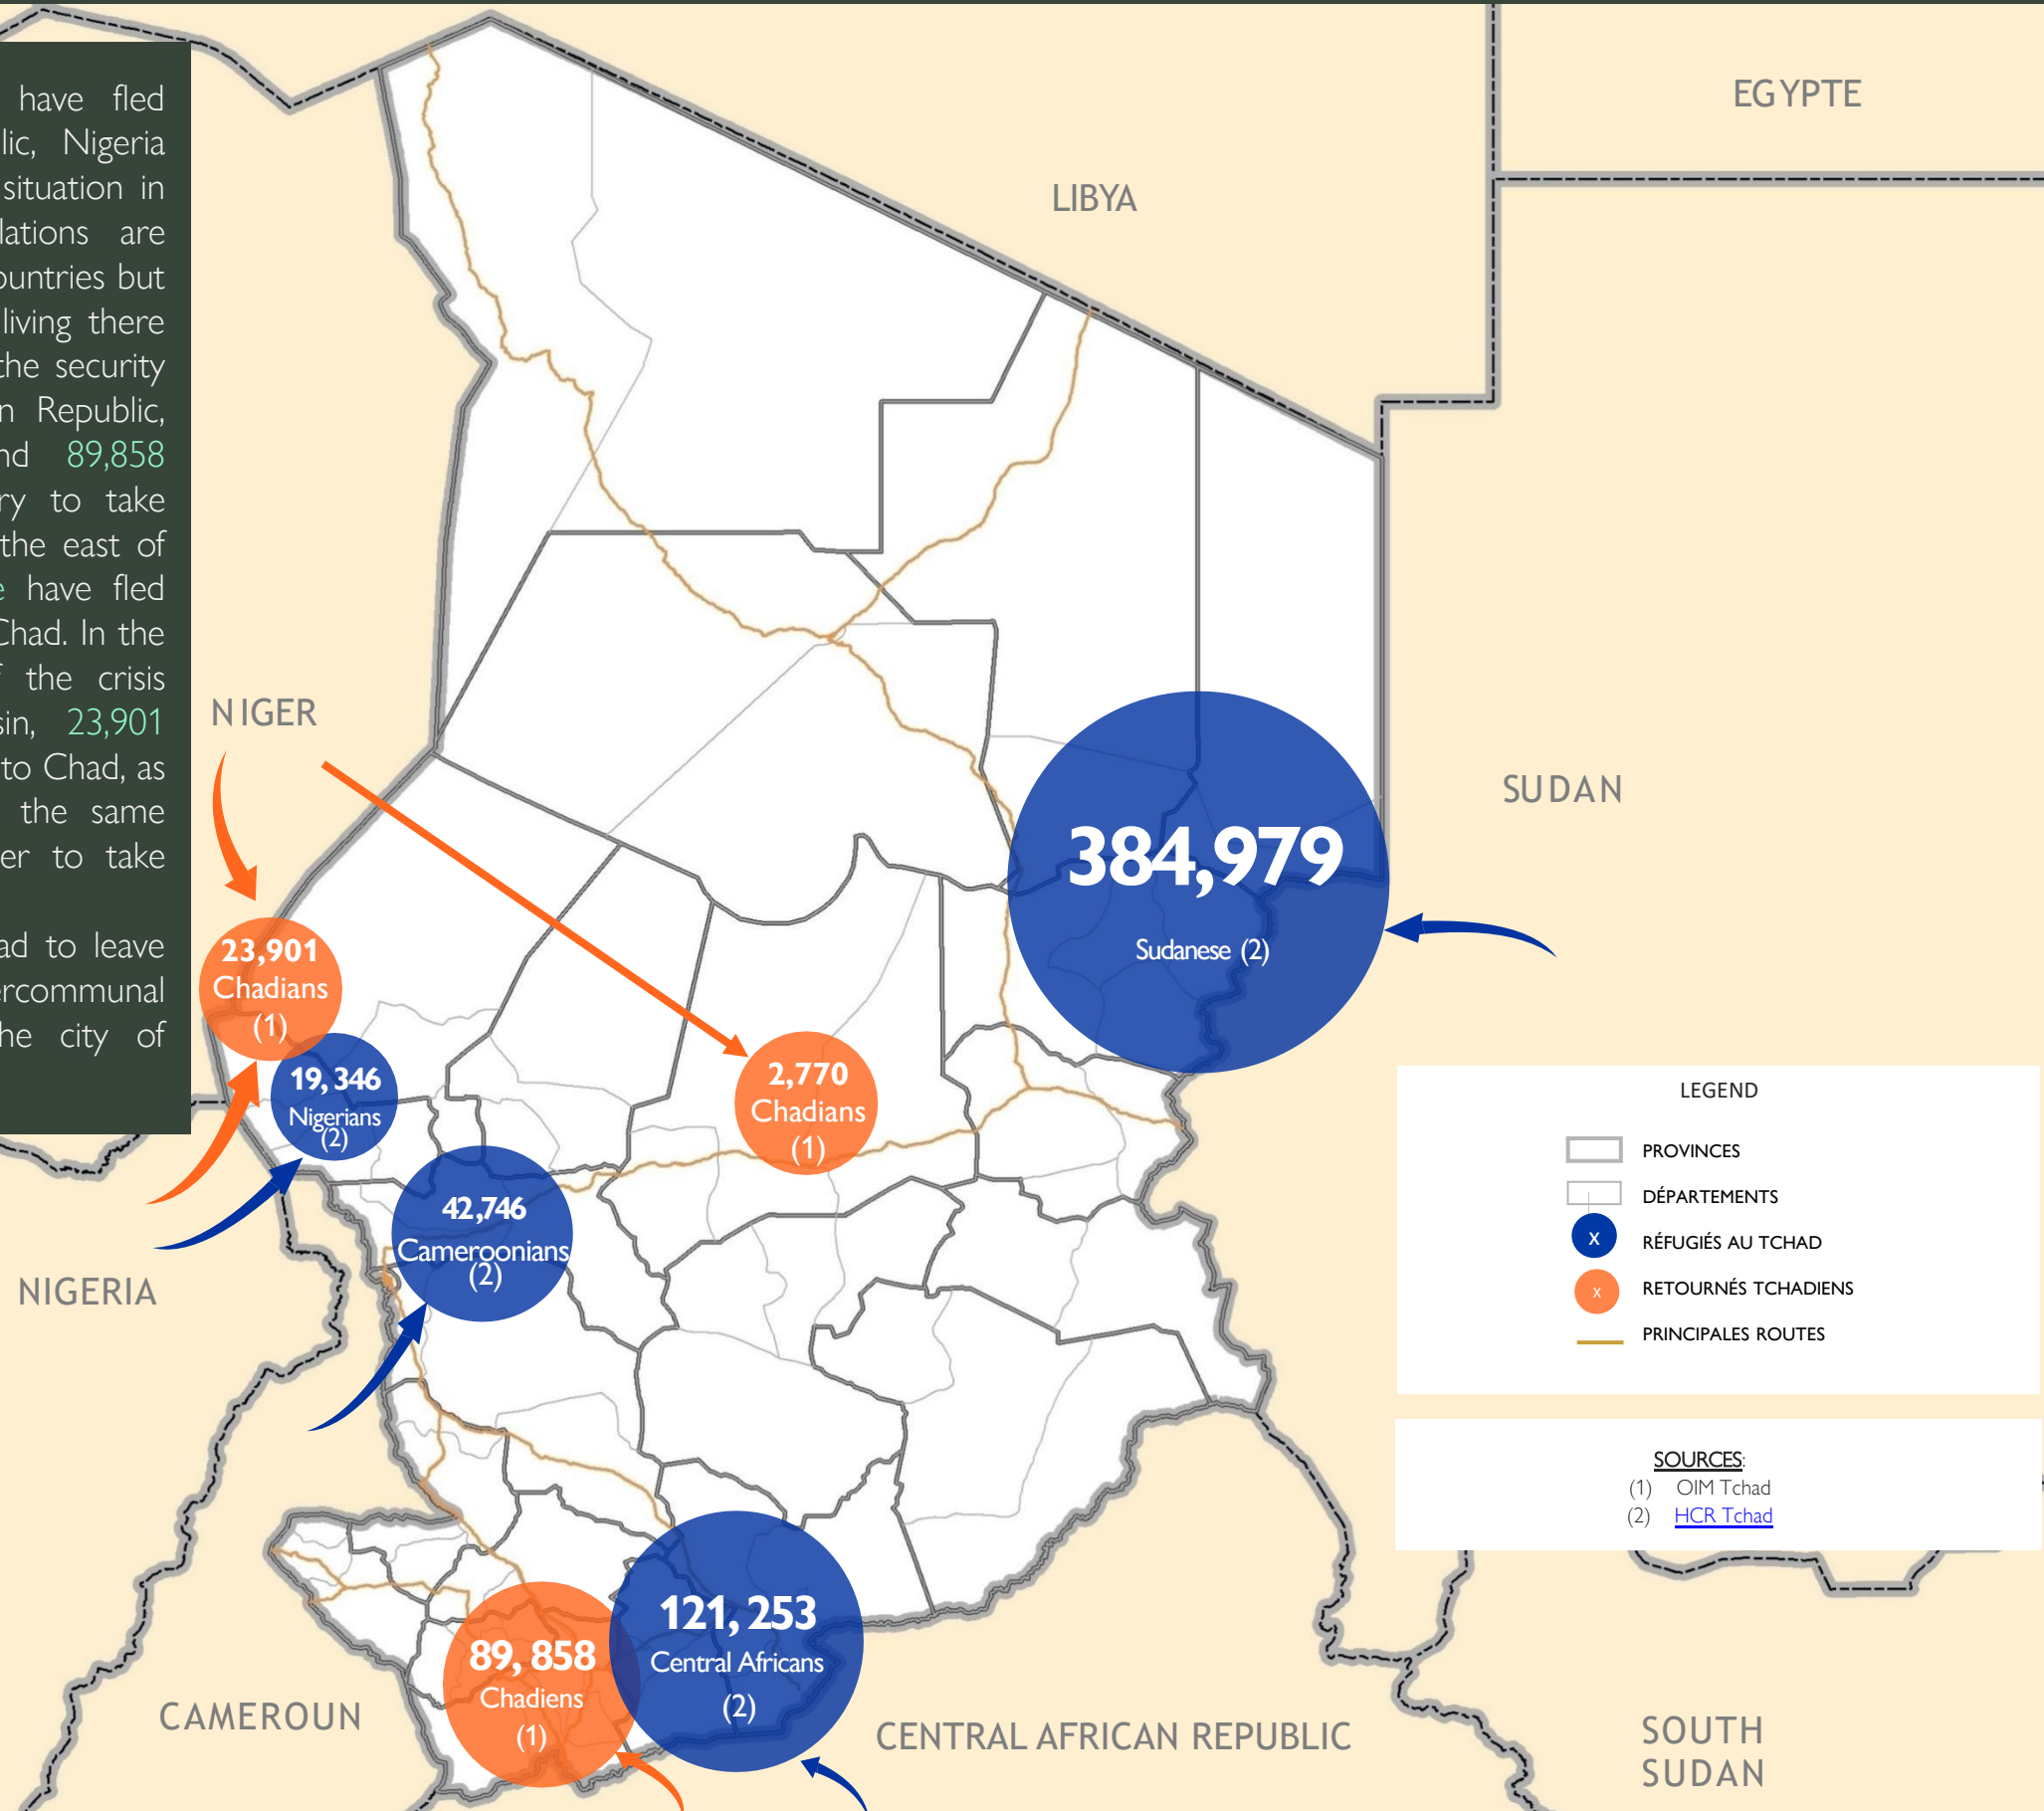 have fled
lic, Nigeria
situation in
lations are
ountries but
living there
the security
n Republic,
nd 89,858
ry to take
the east of
e have fled
Chad. In the
f the crisis
sin, 23,901
to Chad, as
the same
er to take
ad to leave
ercommunal
he city of
EGYPTE
LIBYA
NIGER
SUDAN
384,979
Sudanese (2)
23,901
Chadians
(1)
19,346
Nigerians
(2)
2,770
Chadians
(1)
42,746
Cameroonians
(2)
NIGERIA
LEGEND
PROVINCES
DÉPARTEMENTS
x RÉFUGIÉS AU TCHAD
x RETOURNÉS TCHADIENS
PRINCIPALES ROUTES
SOURCES:
(1) OIM Tchad
(2) HCR Tchad
89, 858
Chadiens
(1)
121, 253
Central Africans
(2)
CAMEROUN
CENTRAL AFRICAN REPUBLIC
SOUTH
SUDAN